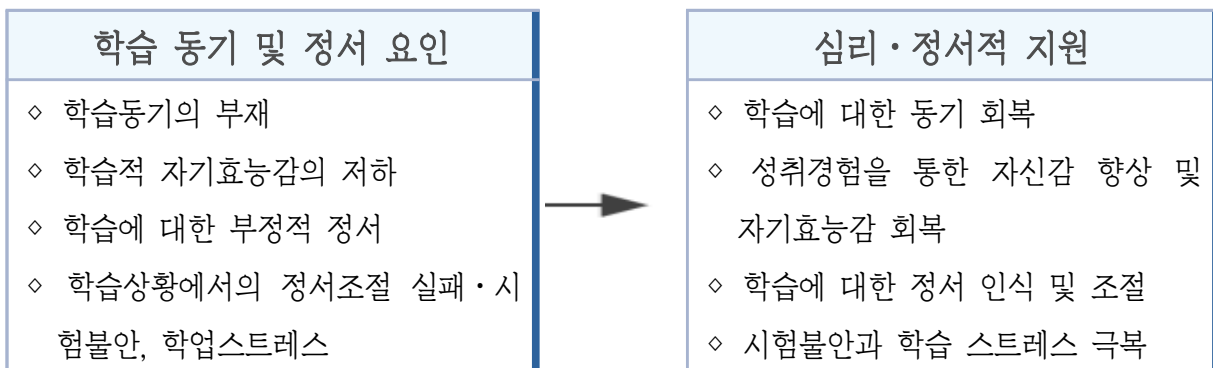 학습 동기 및 정서 요인
◇ 학습동기의 부재
◇ 학습적 자기효능감의 저하
◇ 학습에 대한 부정적 정서
◇ 학습상황에서의 정서조절 실패・시
험불안, 학업스트레스
심리・정서적 지원
◇ 학습에 대한 동기 회복
◇ 성취경험을 통한 자신감 향상 및
자기효능감 회복
◇ 학습에 대한 정서 인식 및 조절
◇ 시험불안과 학습 스트레스 극복